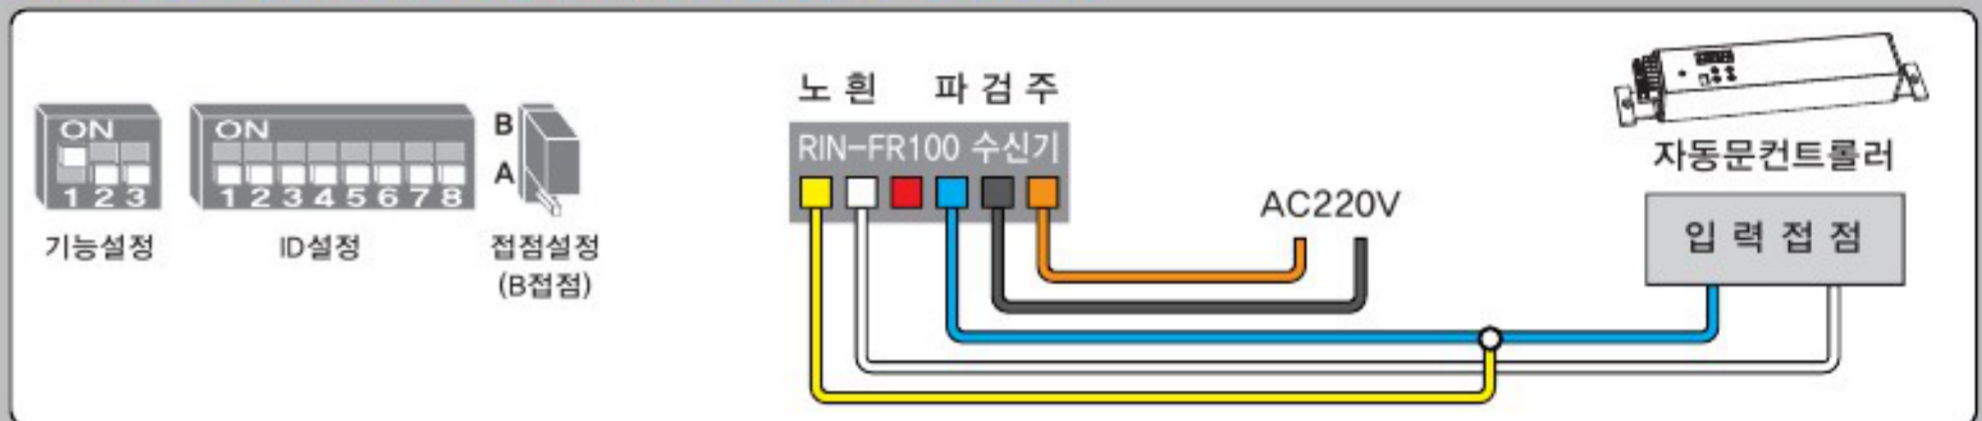 ON
1 2 3
기능설정
ON
1 2 3 4 5 6 7 8
ID설정
B
A
접점설정
(B접점)
노 흰 파 검 주
RIN-FR100 수신기
AC220V
자동문컨트롤러
입 력 접 점